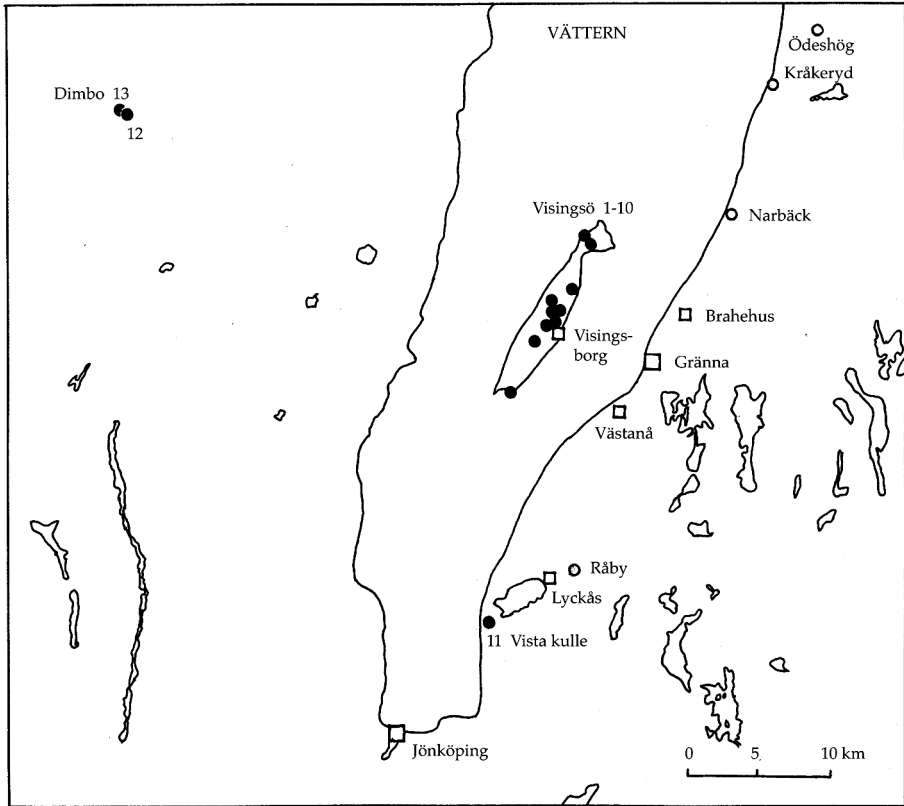 VÄTTERN
Ödeshög
Kråkeryd
Dimbo 13
12
Visingsö 1-10
Narbäck
Brahehus
Visings-
borg
Gränna
Västanå
Råby
Lyckås
11 Vista kulle
Jönköping
0 5 10 km